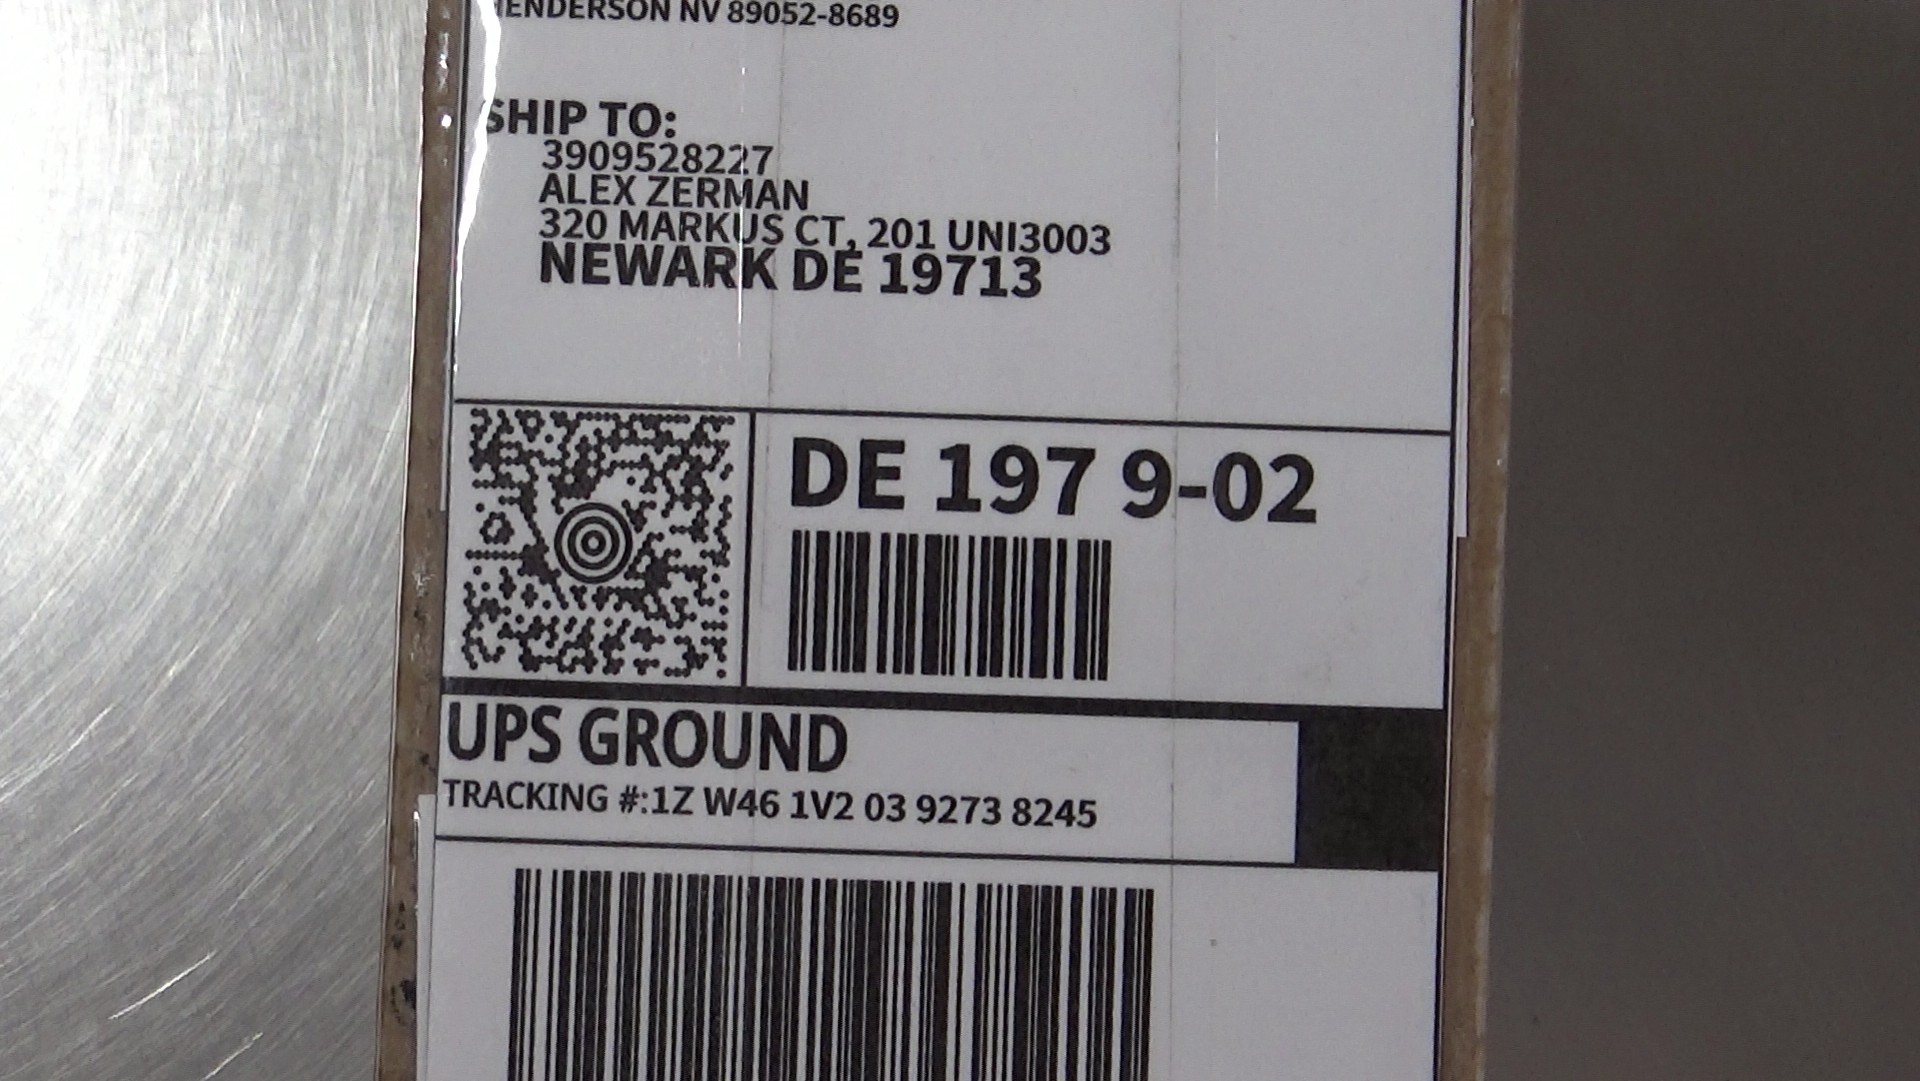 HENDERSON NV 89052-8689
SHIP TO:
3909528227
ALEX ZERMAN
320 MARKUS CT, 201 UNI3003
NEWARK DE 19713
DE 197 9-02
UPS GROUND
TRACKING #:1Z W46 1V2 03 9273 8245